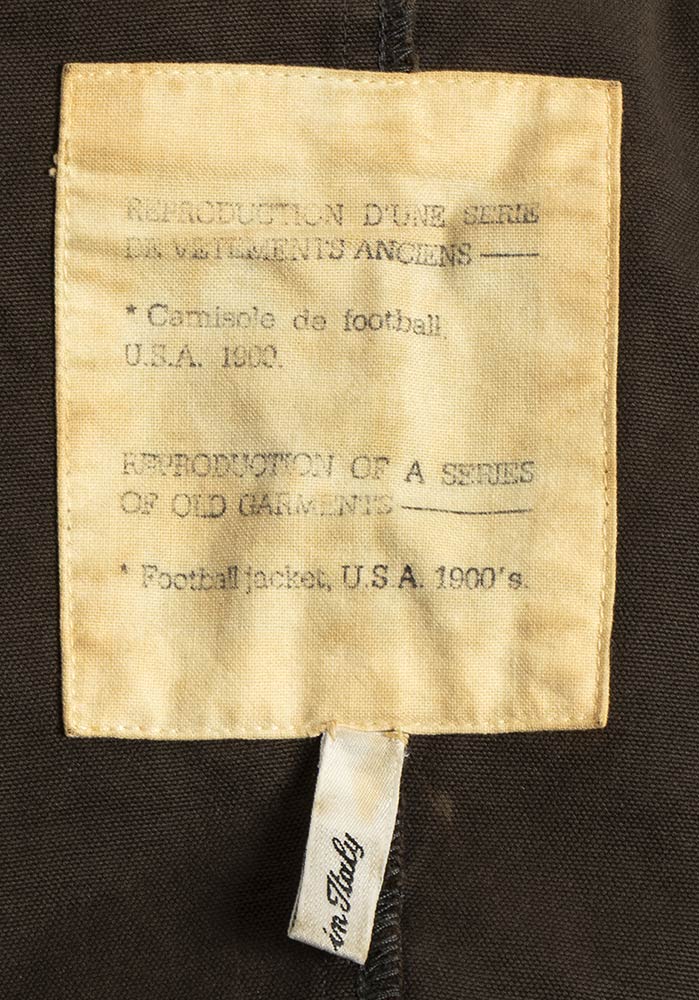 REPRODUCTION D'UNE SERIE
DE VETEMENTS ANCIENS —
* Camisole de football.
U.S.A. 1900.
REPRODUCTION OF A SERIES
OF OLD GARMENTS —
* Football jacket, U.S A. 1900's.
in Italy